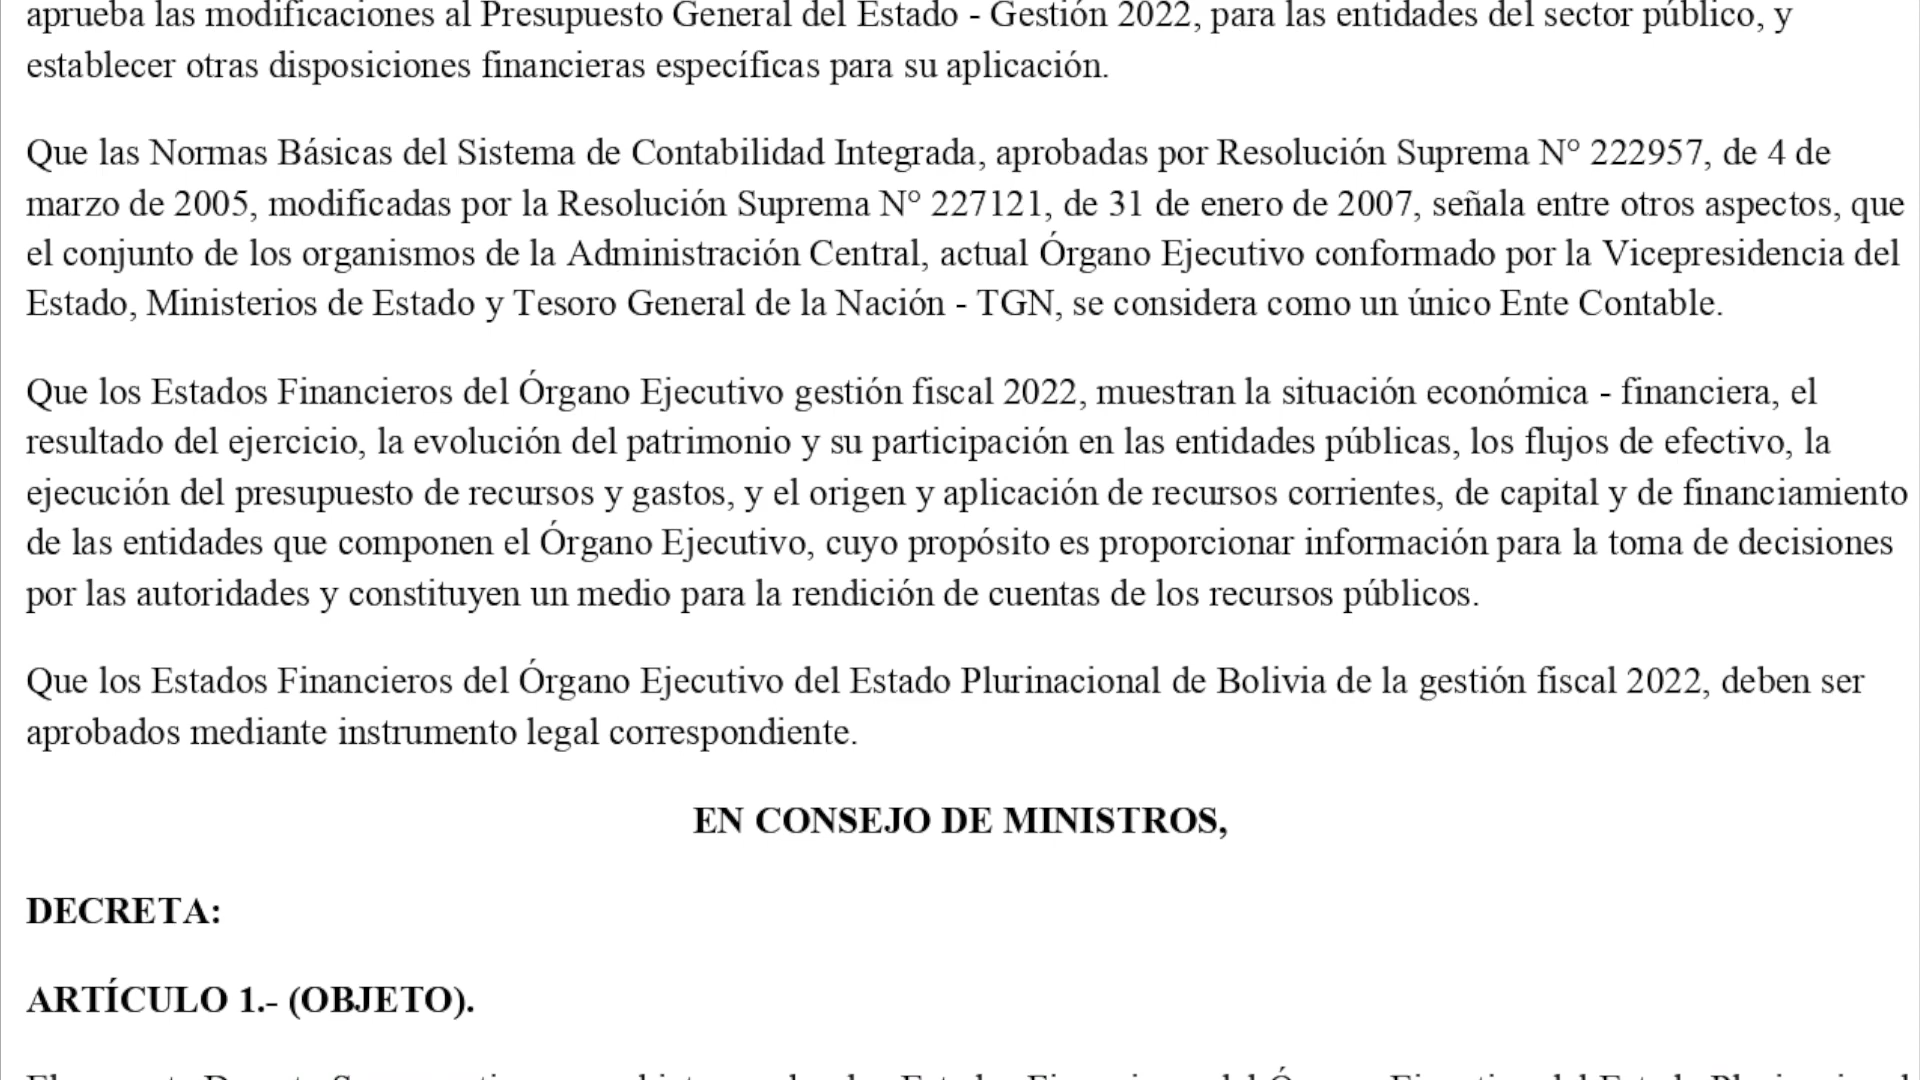 aprueba las modificaciones al Presupuesto General del Estado - Gestión 2022, para las entidades del sector público, y
establecer otras disposiciones financieras específicas para su aplicación.
Que las Normas Básicas del Sistema de Contabilidad Integrada, aprobadas por Resolución Suprema N° 222957, de 4 de
marzo de 2005, modificadas por la Resolución Suprema N° 227121, de 31 de enero de 2007, señala entre otros aspectos, que
el conjunto de los organismos de la Administración Central, actual Órgano Ejecutivo conformado por la Vicepresidencia del
Estado, Ministerios de Estado y Tesoro General de la Nación - TGN, se considera como un único Ente Contable.
Que los Estados Financieros del Órgano Ejecutivo gestión fiscal 2022, muestran la situación económica - financiera, el
resultado del ejercicio, la evolución del patrimonio y su participación en las entidades públicas, los flujos de efectivo, la
ejecución del presupuesto de recursos y gastos, y el origen y aplicación de recursos corrientes, de capital y de financiamiento
de las entidades que componen el Órgano Ejecutivo, cuyo propósito es proporcionar información para la toma de decisiones
por las autoridades y constituyen un medio para la rendición de cuentas de los recursos públicos.
Que los Estados Financieros del Órgano Ejecutivo del Estado Plurinacional de Bolivia de la gestión fiscal 2022, deben ser
aprobados mediante instrumento legal correspondiente.
EN CONSEJO DE MINISTROS,
DECRETA:
ARTÍCULO 1.- (OBJETO).